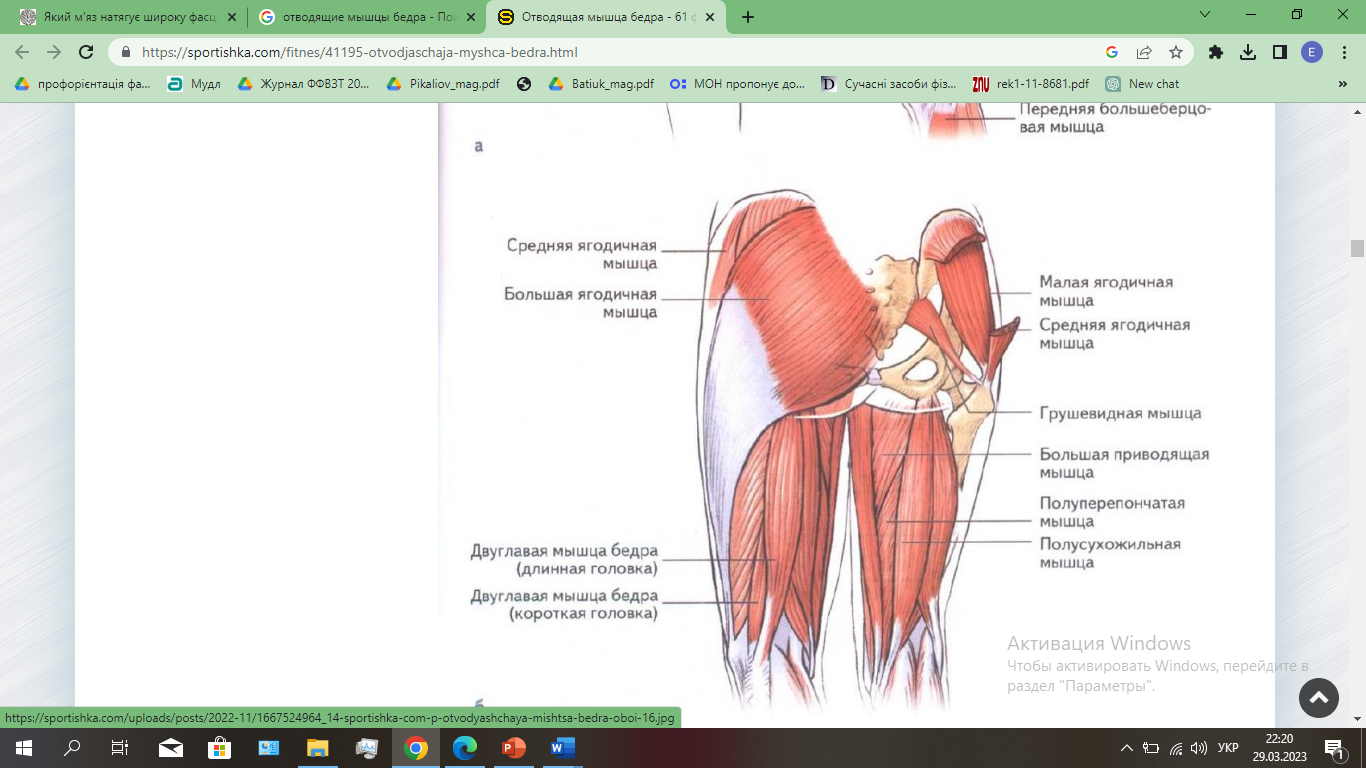 Який м'яз натягує широку фасці
отводящие мышцы бедра - Пои
Отводящая мышца бедра - 61 ф
https://sportishka.com/fitnes/41195-otvodjaschaja-myshca-bedra.html
E
профорієнтація фа...
Мудл
Журнал ФФВЗТ 20...
Pikaliov_mag.pdf
Batiuk_mag.pdf
МОН пропонує до...
Сучасні засоби фіз...
ZNU
rek1-11-8681.pdf
New chat
»
Передняя большеберцо-
вая мышца
а
Средняя ягодичная
мышца
Большая ягодичная
мышца
Малая ягодичная
мышца
Средняя ягодичная
мышца
Грушевидная мышца
Большая приводящая
мышца
Полуперепончатая
мышца
Полусухожильная
мышца
Двуглавая мышца бедра
(длинная головка)
Двуглавая мышца бедра
(короткая головка)
б
Активация Windows
Чтобы активировать Windows, перейдите в
раздел "Параметры".
https://sportishka.com/uploads/posts/2022-11/1667524964_14-sportishka-com-p-otvodyashchaya-mishtsa-bedra-oboi-16.jpg
УКР
22:20
29.03.2023
1